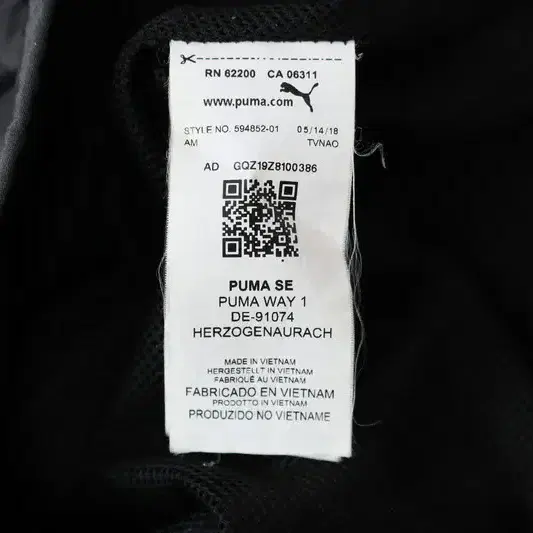 RN 62200 CA 06311
www.puma.com
STYLE NO. 594852-01 05/14/18
AM TVNAO
AD GQZ19Z8100386
PUMA SE
PUMA WAY 1
DE-91074
HERZOGENAURACH
MADE IN VIETNAM
HERGESTELLT IN VIETNAM
FABRIQUÉ AU VIETNAM
FABRICADO EN VIETNAM
PRODOTTO IN VIETNAM
PRODUZIDO NO VIETNAME